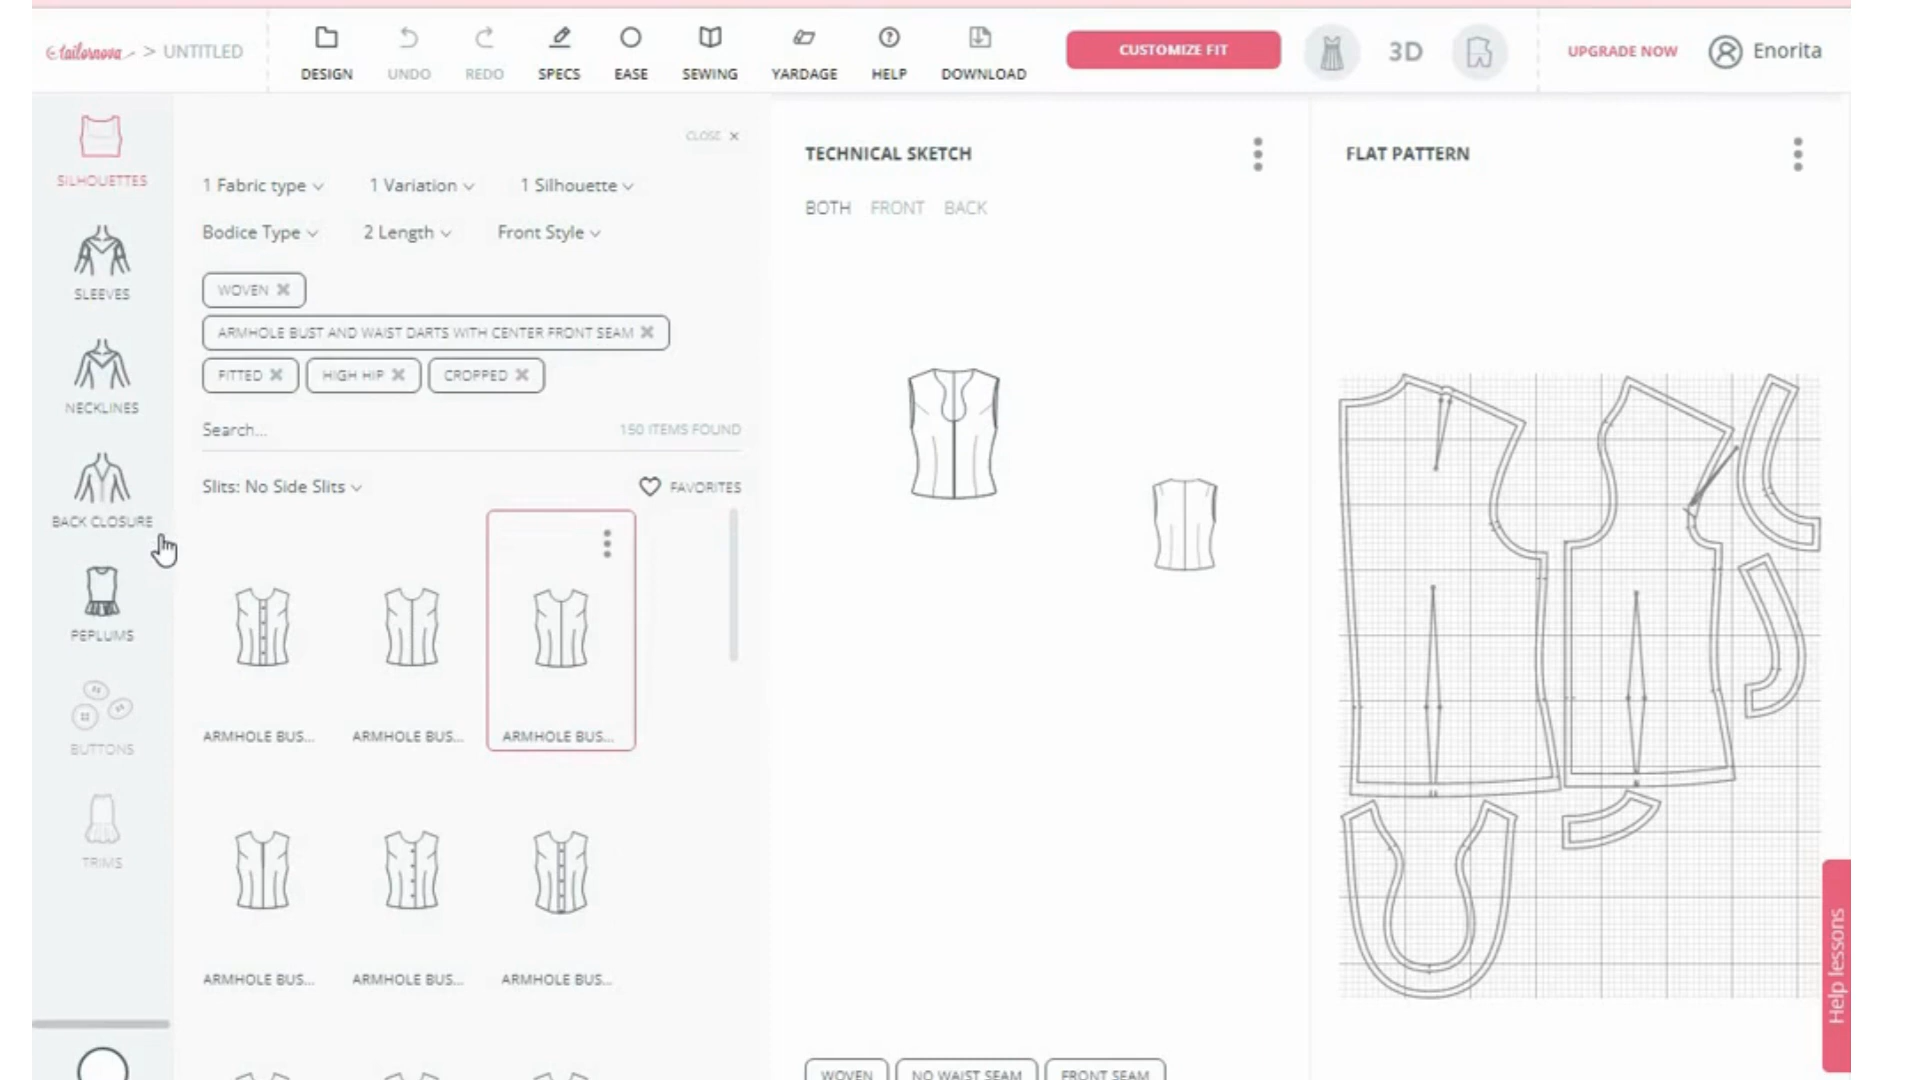 tailornova > UNTITLED
DESIGN UNDO REDO SPECS EASE SEWING YARDAGE HELP DOWNLOAD
CUSTOMIZE FIT
3D
UPGRADE NOW
Enorita
SILHOUETTES
SLEEVES
NECKLINES
BACK CLOSURE
PEPLUMS
BUTTONS
TRIMS
CLOSE ×
1 Fabric type 1 Variation 1 Silhouette
Bodice Type 2 Length Front Style
WOVEN ✖
ARMHOLE BUST AND WAIST DARTS WITH CENTER FRONT SEAM ✖
FITTED ✖ HIGH HIP ✖ CROPPED ✖
Search... 150 ITEMS FOUND
Slits: No Side Slits FAVORITES
ARMHOLE BUS... ARMHOLE BUS... ARMHOLE BUS...
ARMHOLE BUS... ARMHOLE BUS... ARMHOLE BUS...
TECHNICAL SKETCH
BOTH FRONT BACK
WOVEN NO WAIST SEAM FRONT SEAM
FLAT PATTERN
Help lessons